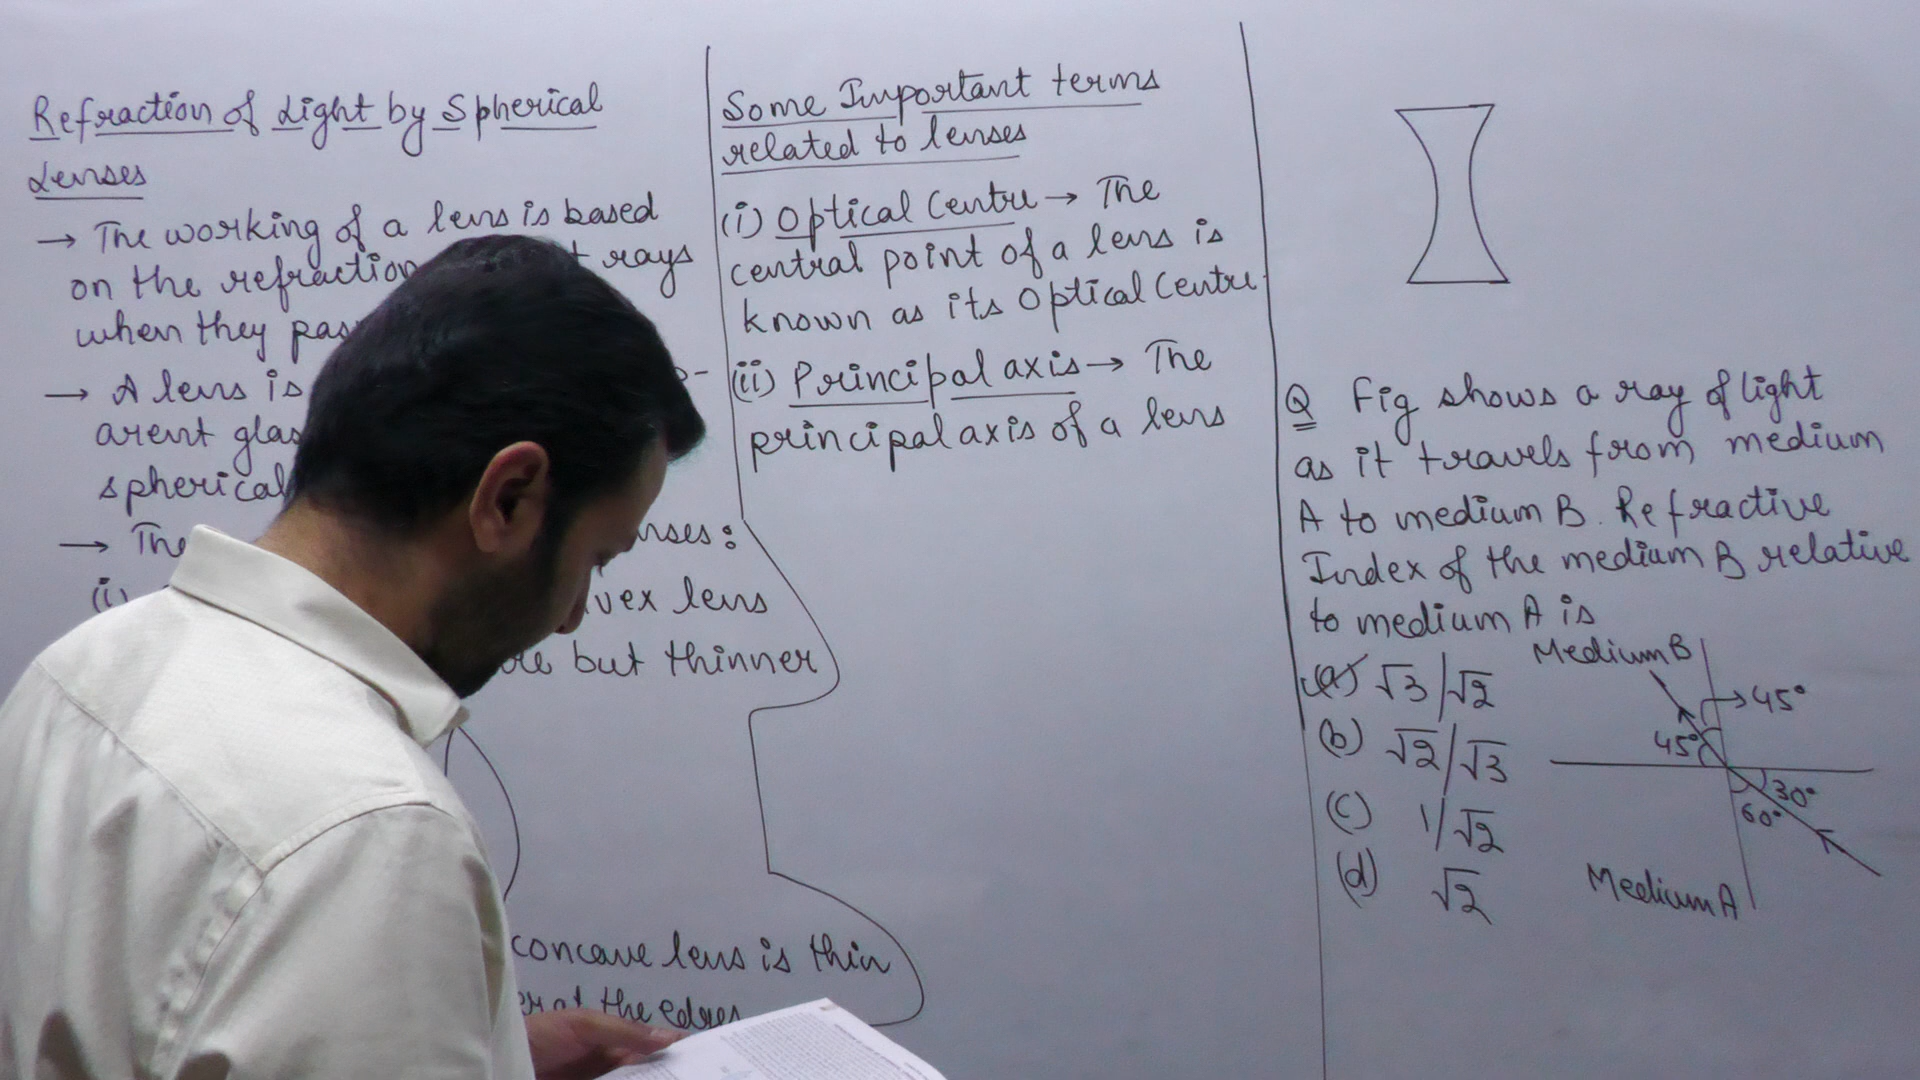 Refraction of Light by Spherical
Lenses
→ The working of a lens is based
on the refraction rays
when they
→ A lens is
arent
spherical
→ The
(i) lens
but thinner
concave lens is thin
at the edges
Some Important terms
related to lenses
(i) Optical Centre → The
central point of a lens is
known as its Optical Centre
(ii) Principal axis → The
principal axis of a lens
Q Fig shows a ray of light
as it travels from medium
A to medium B. Refractive
Index of the medium B relative
to medium A is
(a) √3/√2
(b) √2/√3
(c) 1/√2
(d) √2
Medium B
45°
45°
30°
60°
Medium A